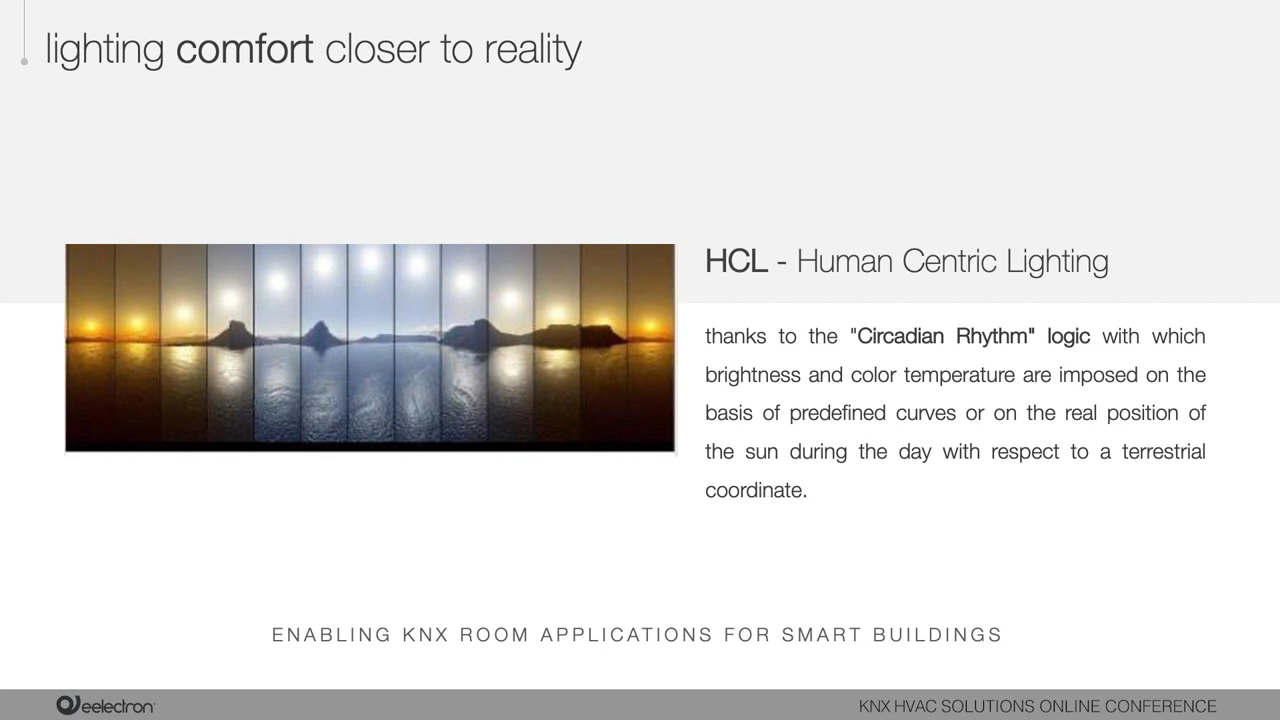 lighting comfort closer to reality
HCL - Human Centric Lighting
thanks to the "Circadian Rhythm" logic with which
brightness and color temperature are imposed on the
basis of predefined curves or on the real position of
the sun during the day with respect to a terrestrial
coordinate.
ENABLING KNX ROOM APPLICATIONS FOR SMART BUILDINGS
eelectron
KNX HVAC SOLUTIONS ONLINE CONFERENCE